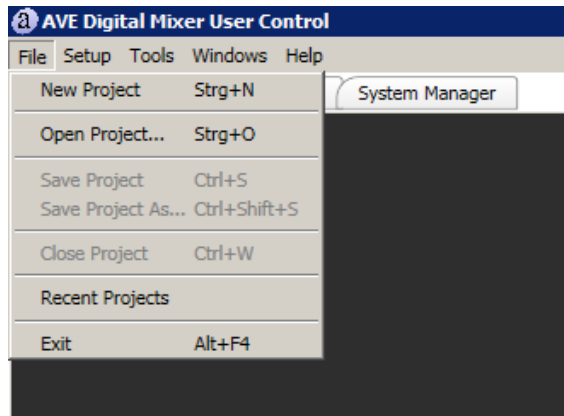 AVE Digital Mixer User Control
File Setup Tools Windows Help
System Manager
New Project Strg+N
Open Project... Strg+O
Save Project Ctrl+S
Save Project As... Ctrl+Shift+S
Close Project Ctrl+W
Recent Projects
Exit Alt+F4